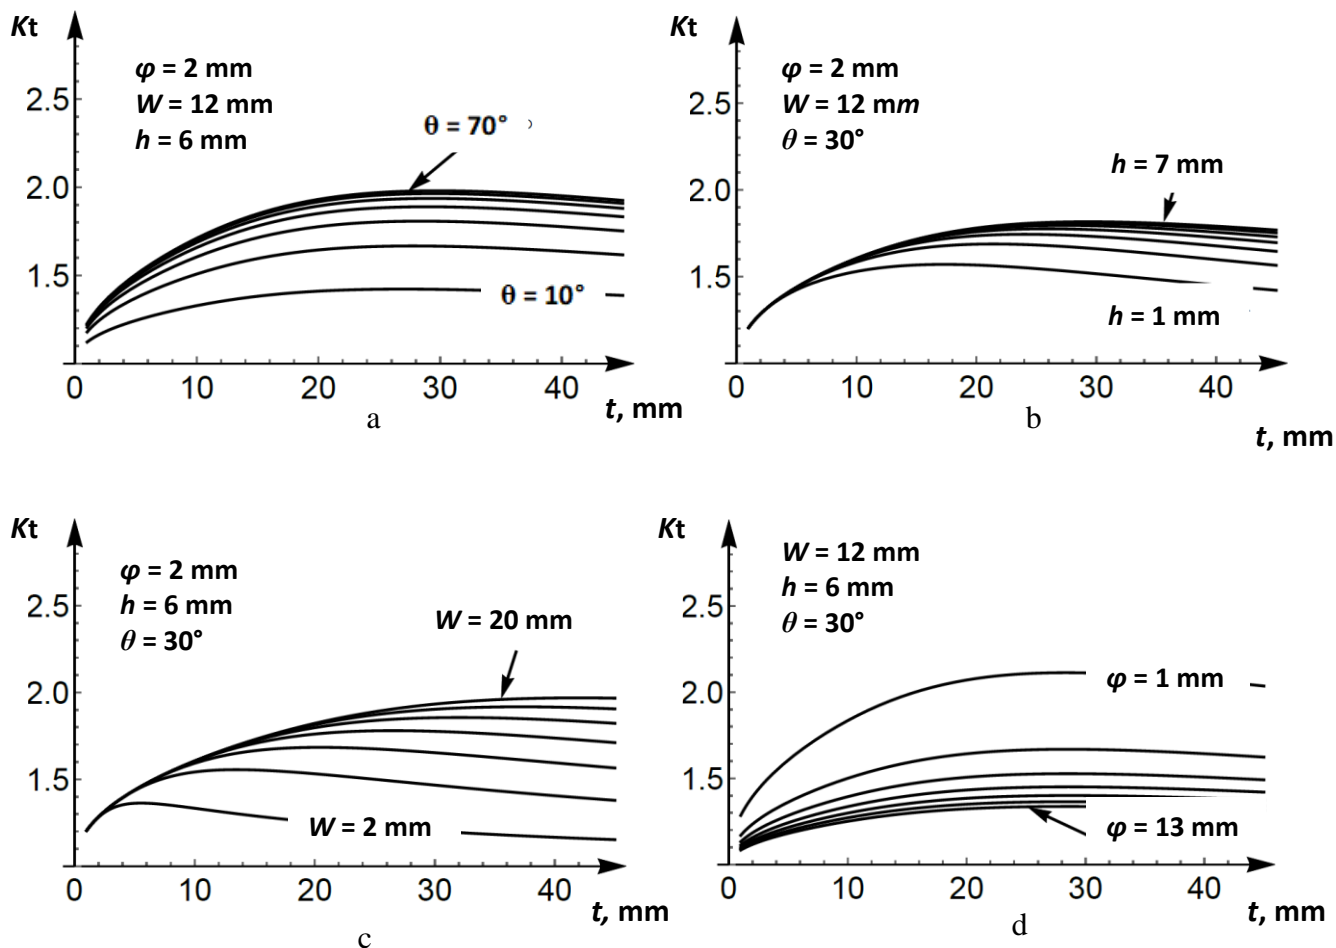 Kt
φ = 2 mm
W = 12 mm
h = 6 mm
θ = 70°
θ = 10°
2.5
2.0
1.5
0 10 20 30 40
t, mm
a
Kt
φ = 2 mm
W = 12 mm
θ = 30°
h = 7 mm
h = 1 mm
2.5
2.0
1.5
0 10 20 30 40
t, mm
b
Kt
φ = 2 mm
h = 6 mm
θ = 30°
W = 20 mm
W = 2 mm
2.5
2.0
1.5
0 10 20 30 40
t, mm
c
Kt
W = 12 mm
h = 6 mm
θ = 30°
φ = 1 mm
φ = 13 mm
2.5
2.0
1.5
0 10 20 30 40
t, mm
d